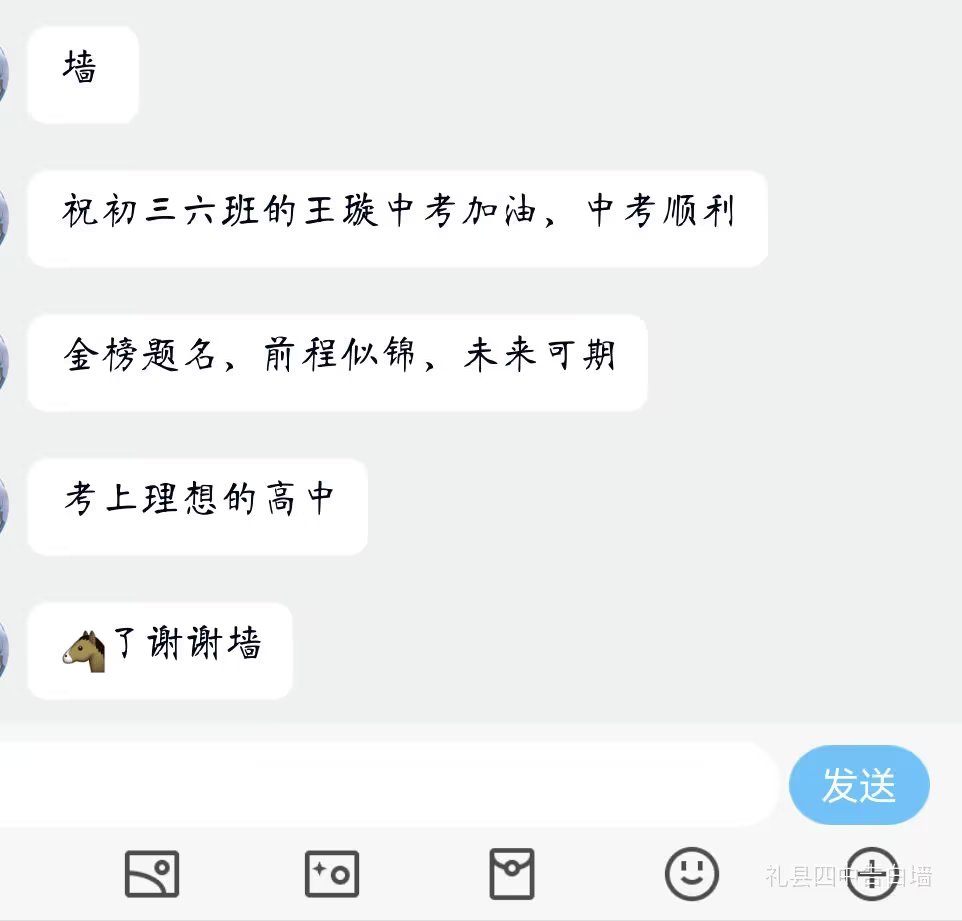 墙
祝初三六班的王璇中考加油，中考顺利
金榜题名，前程似锦，未来可期
考上理想的高中
🐴了谢谢墙
发送
礼县四中告白墙